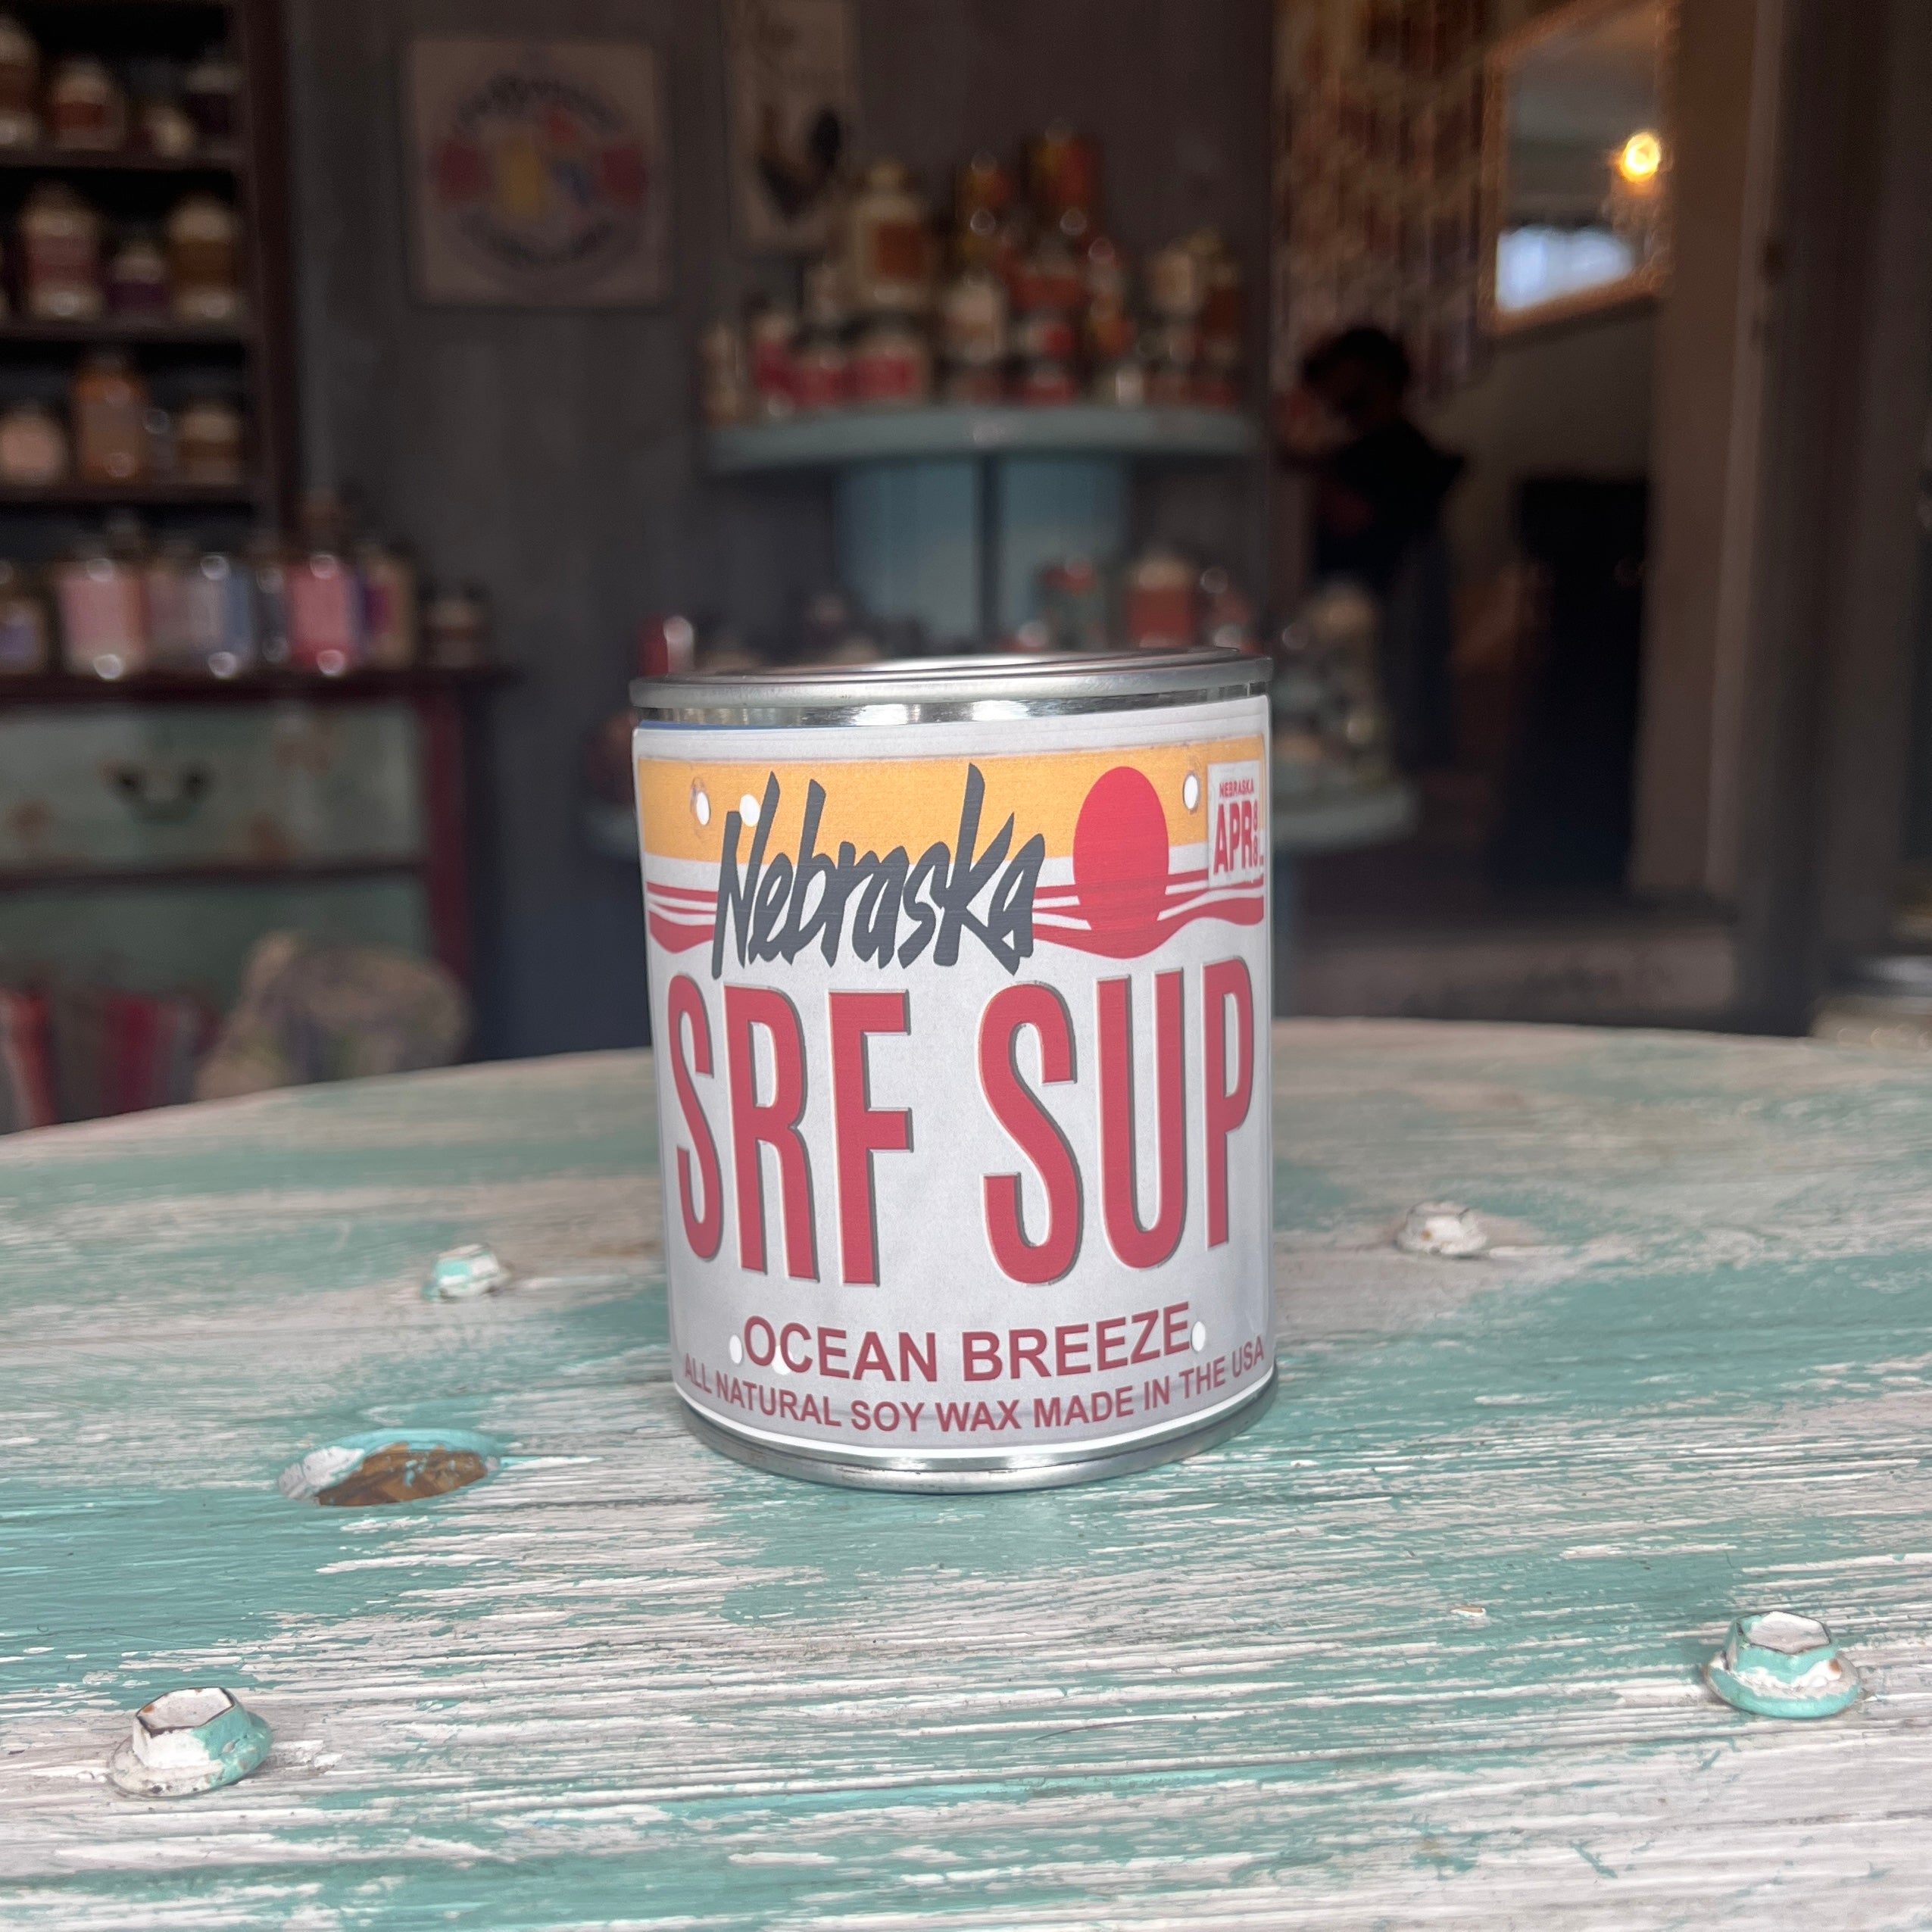 Nebraska
NEBRASKA
APR
SRF SUP
OCEAN BREEZE
ALL NATURAL SOY WAX MADE IN THE USA